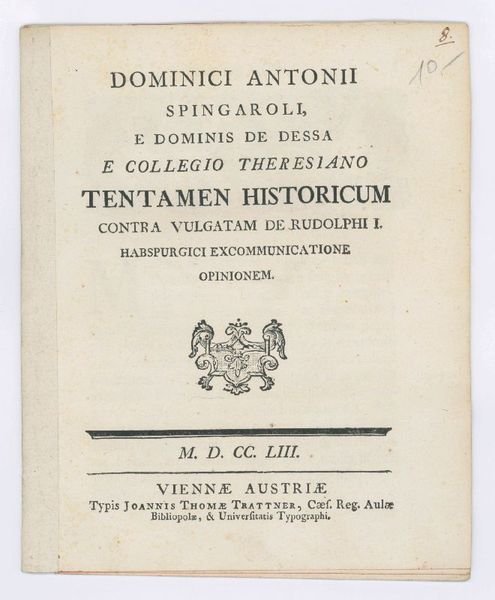 8.
10.-
DOMINICI ANTONII
SPINGAROLI,
E DOMINIS DE DESSA
E COLLEGIO THERESIANO
TENTAMEN HISTORICUM
CONTRA VULGATAM DE RUDOLPHI I.
HABSPURGICI EXCOMMUNICATIONE
OPINIONEM.
M. D. CC. LIII.
VIENNÆ AUSTRIÆ
Typis JOANNIS THOMÆ TRATTNER, Cæſ. Reg. Aulæ
Bibliopolæ, & Univerſitatis Typographi.